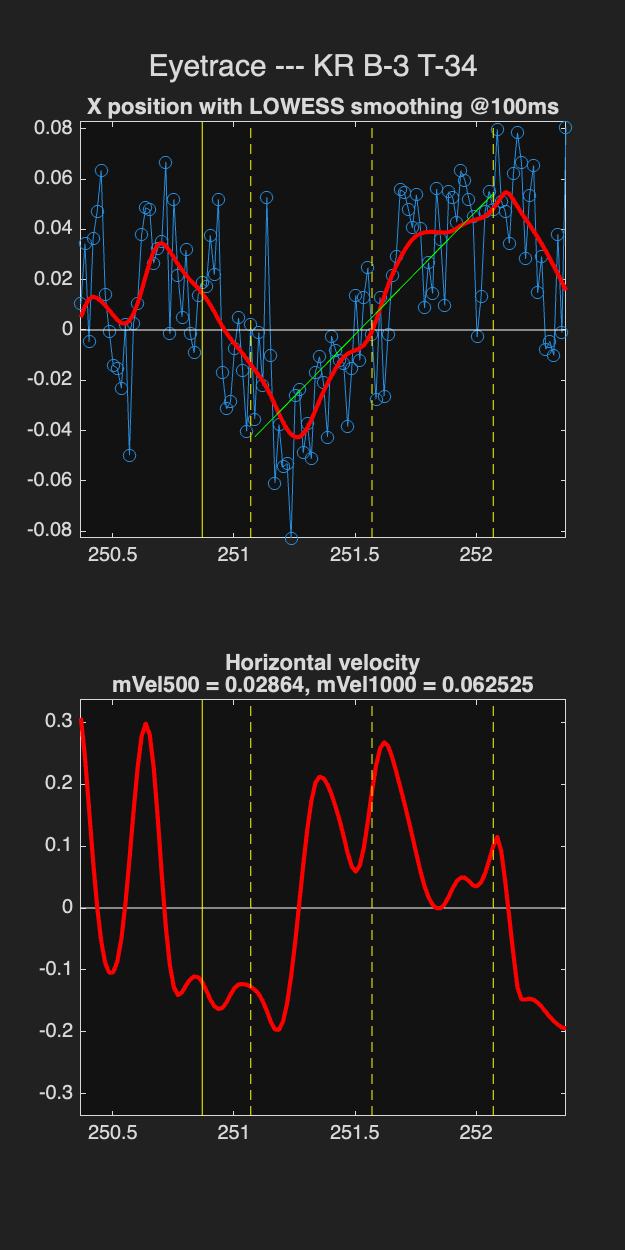 Eyetrace --- KR B-3 T-34
X position with LOWESS smoothing @100ms
0.08
0.06
0.04
0.02
0
-0.02
-0.04
-0.06
-0.08
250.5 251 251.5 252
Horizontal velocity
mVel500 = 0.02864, mVel1000 = 0.062525
0.3
0.2
0.1
0
-0.1
-0.2
-0.3
250.5 251 251.5 252